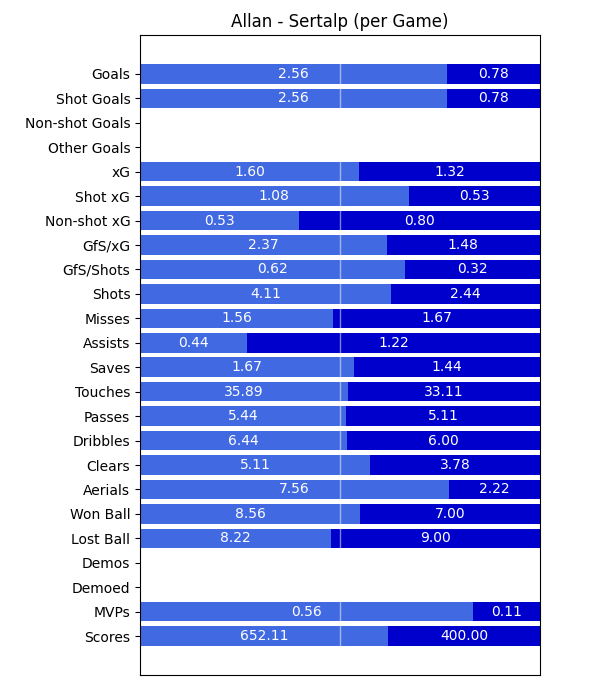 Allan - Sertalp (per Game)
Goals 2.56 0.78
Shot Goals 2.56 0.78
Non-shot Goals
Other Goals
xG 1.60 1.32
Shot xG 1.08 0.53
Non-shot xG 0.53 0.80
GfS/xG 2.37 1.48
GfS/Shots 0.62 0.32
Shots 4.11 2.44
Misses 1.56 1.67
Assists 0.44 1.22
Saves 1.67 1.44
Touches 35.89 33.11
Passes 5.44 5.11
Dribbles 6.44 6.00
Clears 5.11 3.78
Aerials 7.56 2.22
Won Ball 8.56 7.00
Lost Ball 8.22 9.00
Demos
Demoed
MVPs 0.56 0.11
Scores 652.11 400.00